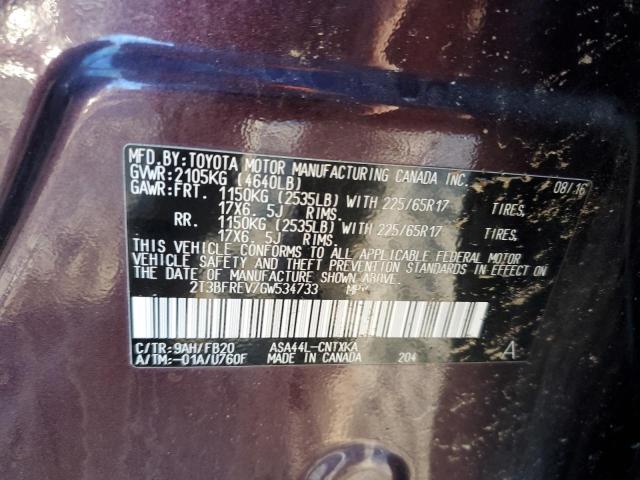 MFD.BY:TOYOTA MOTOR MANUFACTURING CANADA INC. 08/16
GVWR:2105KG (4640LB)
GAWR:FRT. 1150KG (2535LB) WITH 225/65R17 TIRES,
17X6. 5J RIMS.
RR. 1150KG (2535LB) WITH 225/65R17 TIRES,
17X6. 5J RIMS.
THIS VEHICLE CONFORMS TO ALL APPLICABLE FEDERAL MOTOR
VEHICLE SAFETY AND THEFT PREVENTION STANDARDS IN EFFECT ON
THE DATE OF MANUFACTURE SHOWN ABOVE.
2T3BFREV7GW534733 MPV
C/TR:9AH/FB20 ASA44L-CNTXKA A
A/TM:-01A/U760F MADE IN CANADA 204